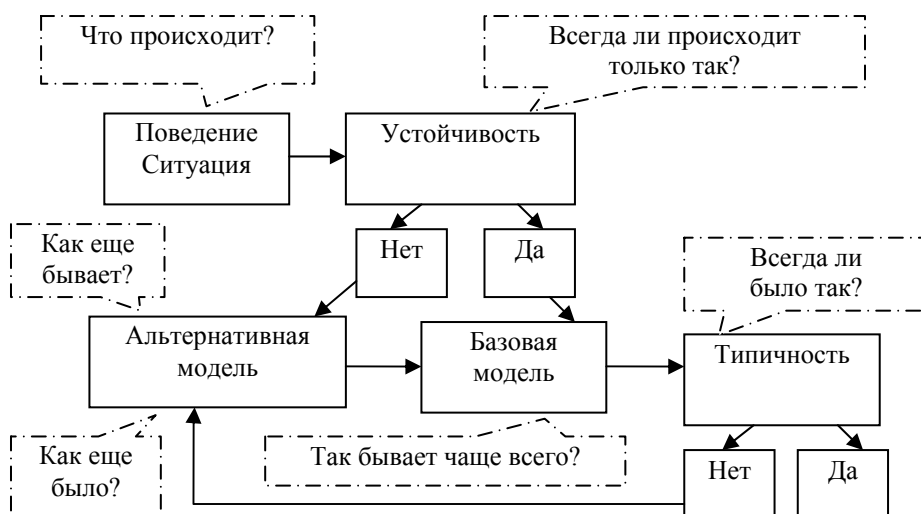 Что происходит?
Всегда ли происходит
только так?
Поведение
Ситуация
Устойчивость
Как еще
бывает?
Нет
Да
Всегда ли
было так?
Альтернативная
модель
Базовая
модель
Типичность
Как еще
было?
Так бывает чаще всего?
Нет
Да